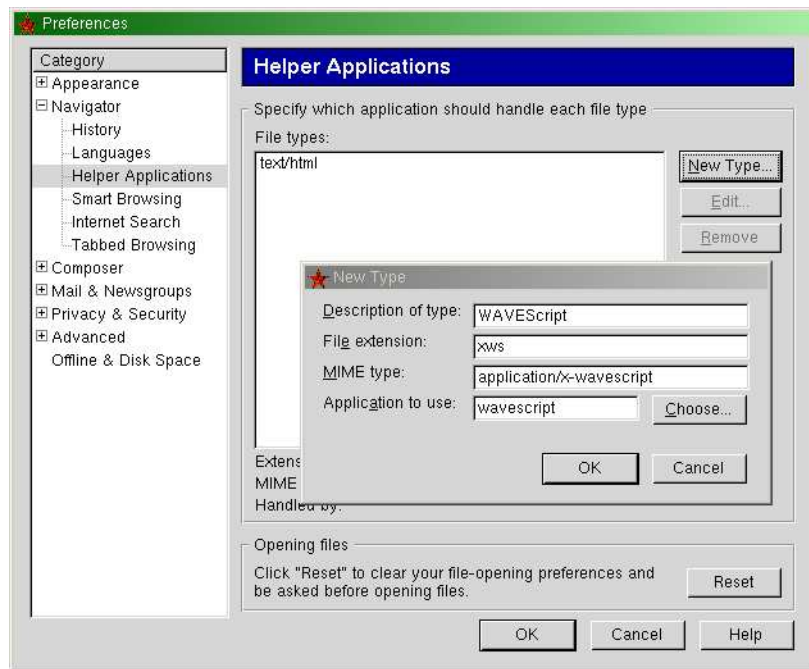 Preferences
Category
Appearance
Navigator
History
Languages
Helper Applications
Smart Browsing
Internet Search
Tabbed Browsing
Composer
Mail & Newsgroups
Privacy & Security
Advanced
Offline & Disk Space
Helper Applications
Specify which application should handle each file type
File types:
text/html
New Type...
Edit...
Remove
New Type
Description of type: WAVEScript
File extension: xws
MIME type: application/x-wavescript
Application to use: wavescript Choose...
OK Cancel
Extens
MIME
Handled by:
Opening files
Click "Reset" to clear your file-opening preferences and
be asked before opening files.
Reset
OK Cancel Help